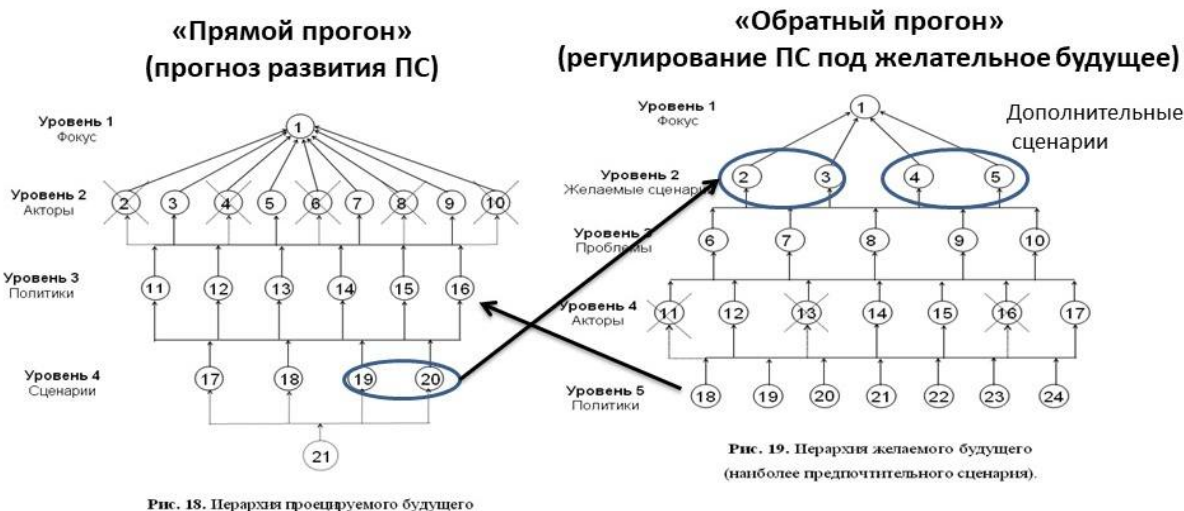 «Прямой прогон»
(прогноз развития ПС)
Уровень 1
Фокус
1
Уровень 2
Акторы
2 3 4 5 6 7 8 9 10
Уровень 3
Политики
11 12 13 14 15 16
Уровень 4
Сценарии
17 18 19 20
21
Рис. 18. Иерархия проецируемого будущего
«Обратный прогон»
(регулирование ПС под желательное будущее)
Уровень 1
Фокус
1
Дополнительные
сценарии
Уровень 2
Желаемые сценарии
2 3 4 5
Уровень 3
Проблемы
6 7 8 9 10
Уровень 4
Акторы
11 12 13 14 15 16 17
Уровень 5
Политики
18 19 20 21 22 23 24
Рис. 19. Иерархия желаемого будущего
(наиболее предпочтительного сценария).